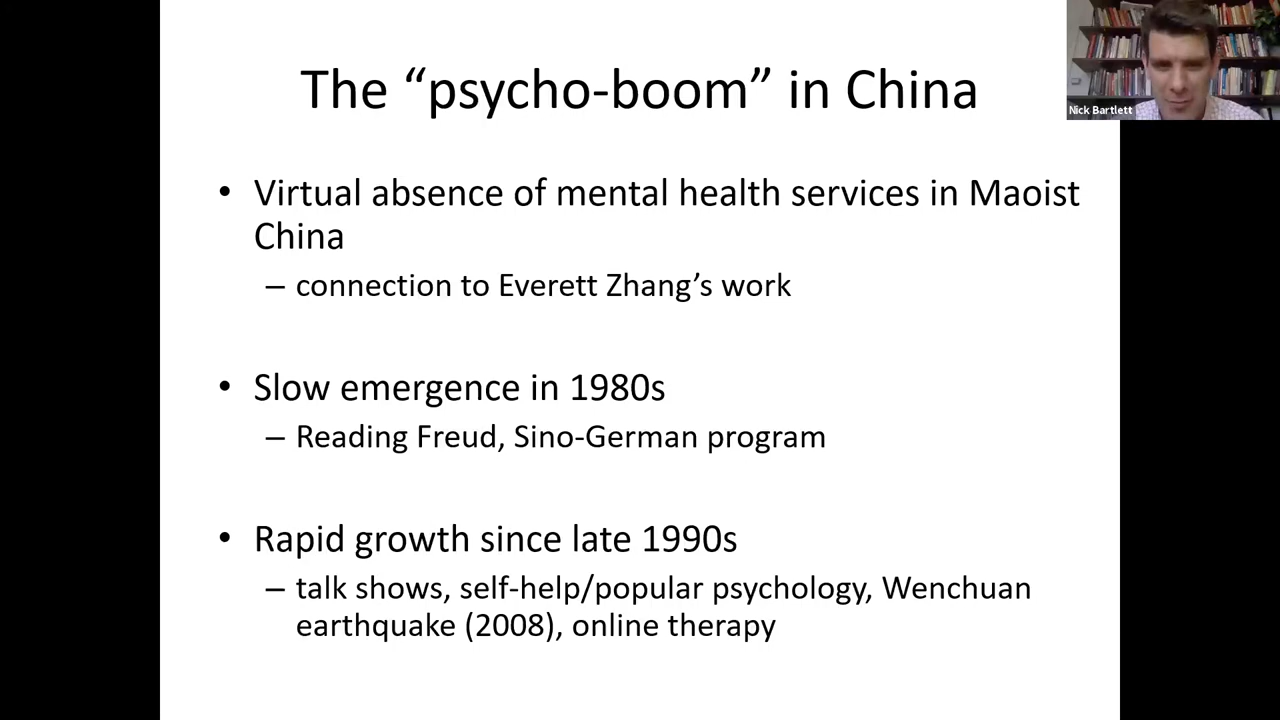 The “psycho-boom” in China
Nick Bartlett
• Virtual absence of mental health services in Maoist
China
– connection to Everett Zhang’s work
• Slow emergence in 1980s
– Reading Freud, Sino-German program
• Rapid growth since late 1990s
– talk shows, self-help/popular psychology, Wenchuan
earthquake (2008), online therapy